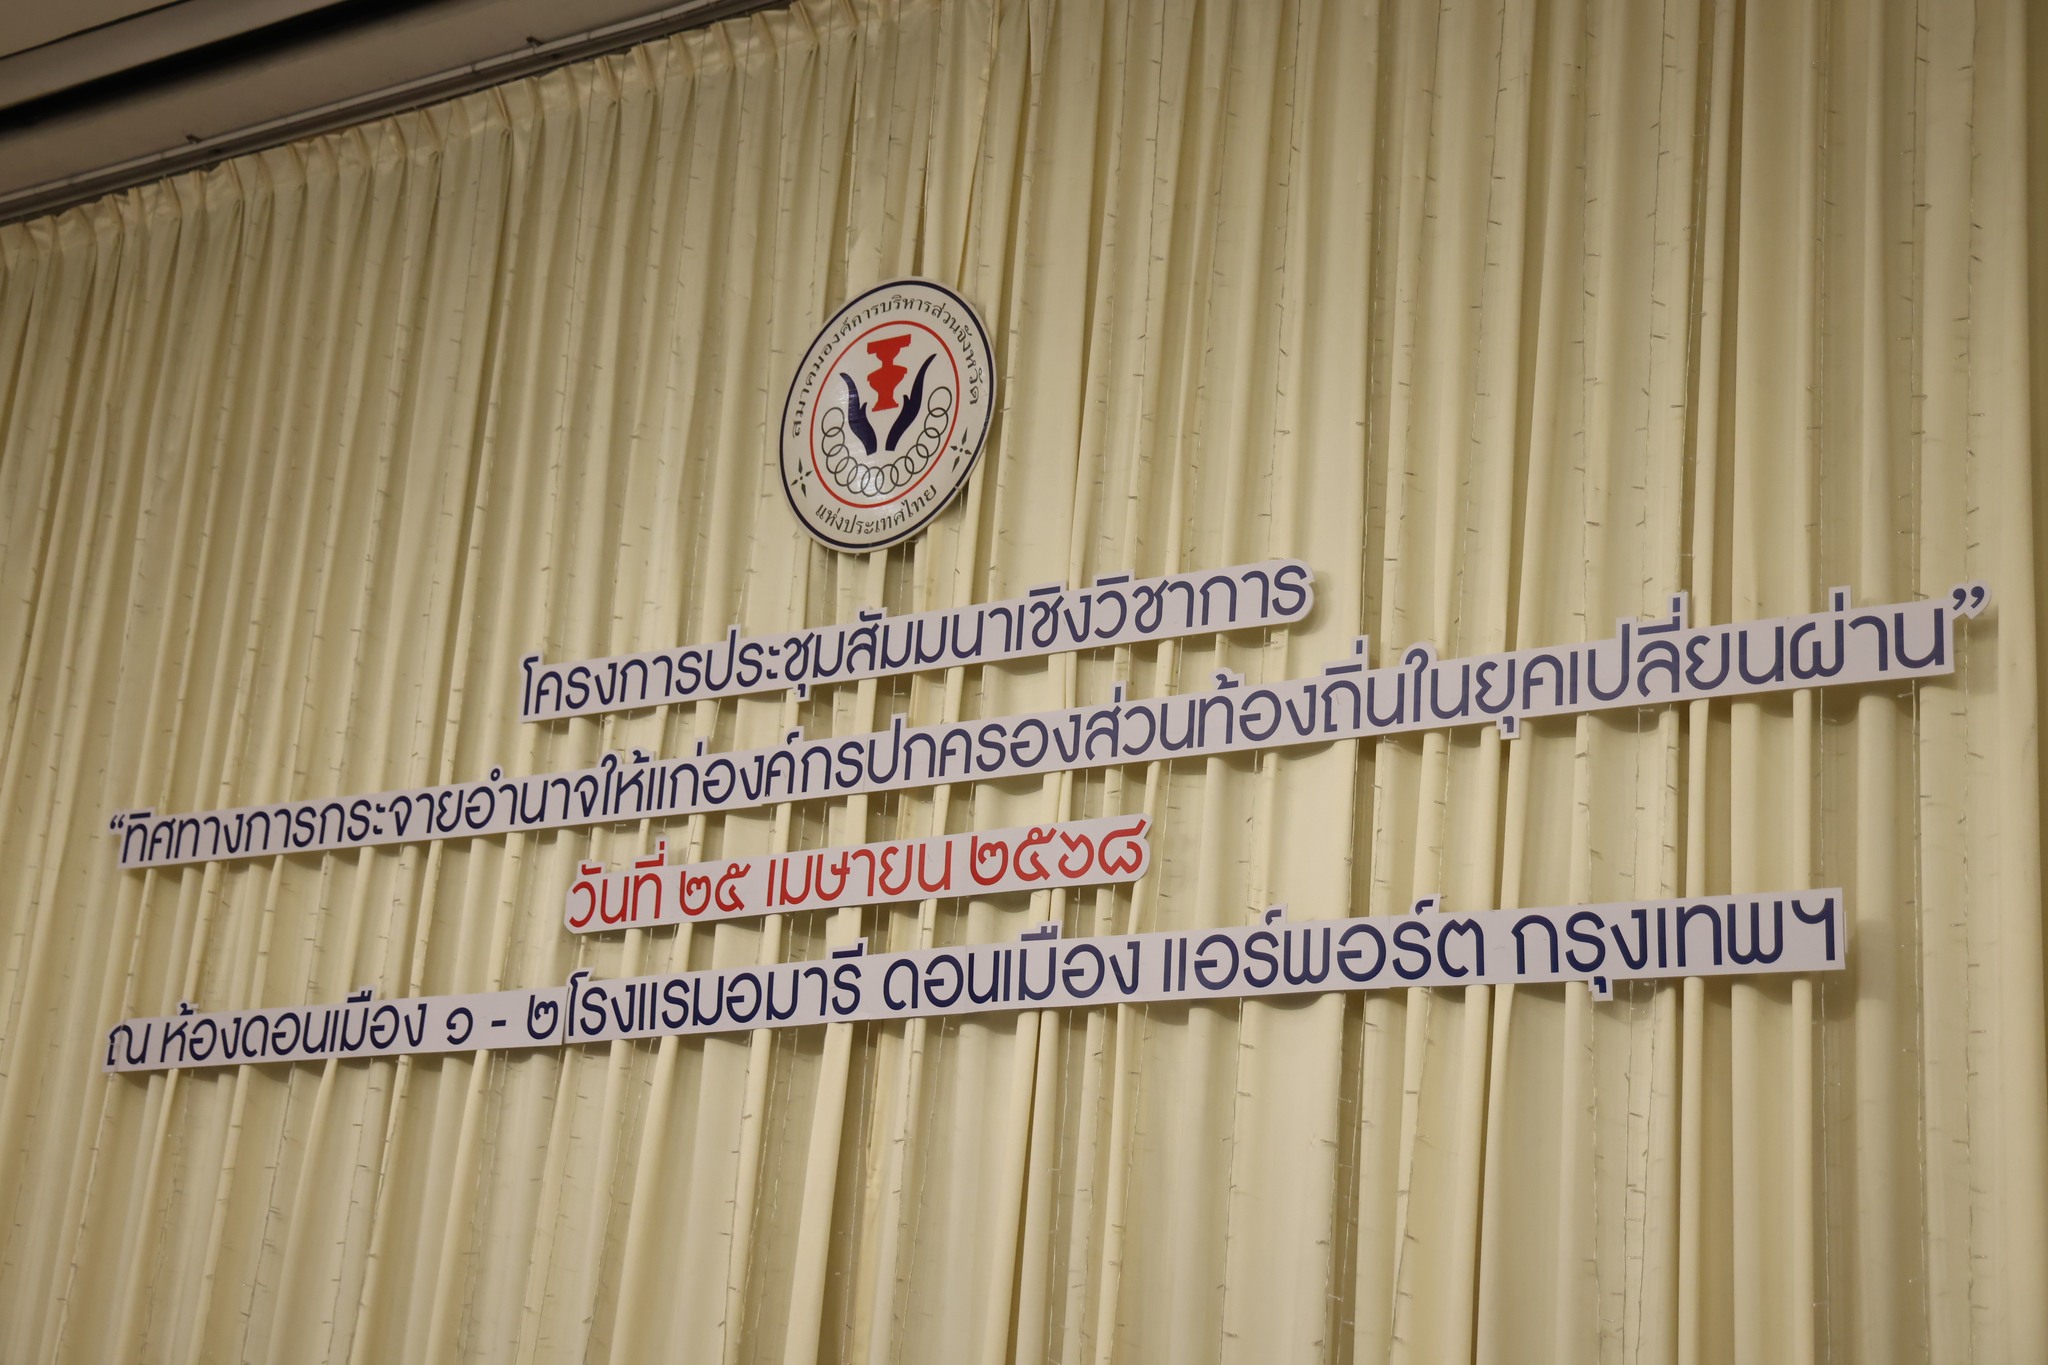 สมาคมองค์การบริหารส่วนจังหวัด
แห่งประเทศไทย
โครงการประชุมสัมมนาเชิงวิชาการ
“ทิศทางการกระจายอำนาจให้แก่องค์กรปกครองส่วนท้องถิ่นในยุคเปลี่ยนผ่าน”
วันที่ ๒๕ เมษายน ๒๕๖๘
ณ ห้องดอนเมือง ๑ - ๒ โรงแรมอมารี ดอนเมือง แอร์พอร์ต กรุงเทพฯ